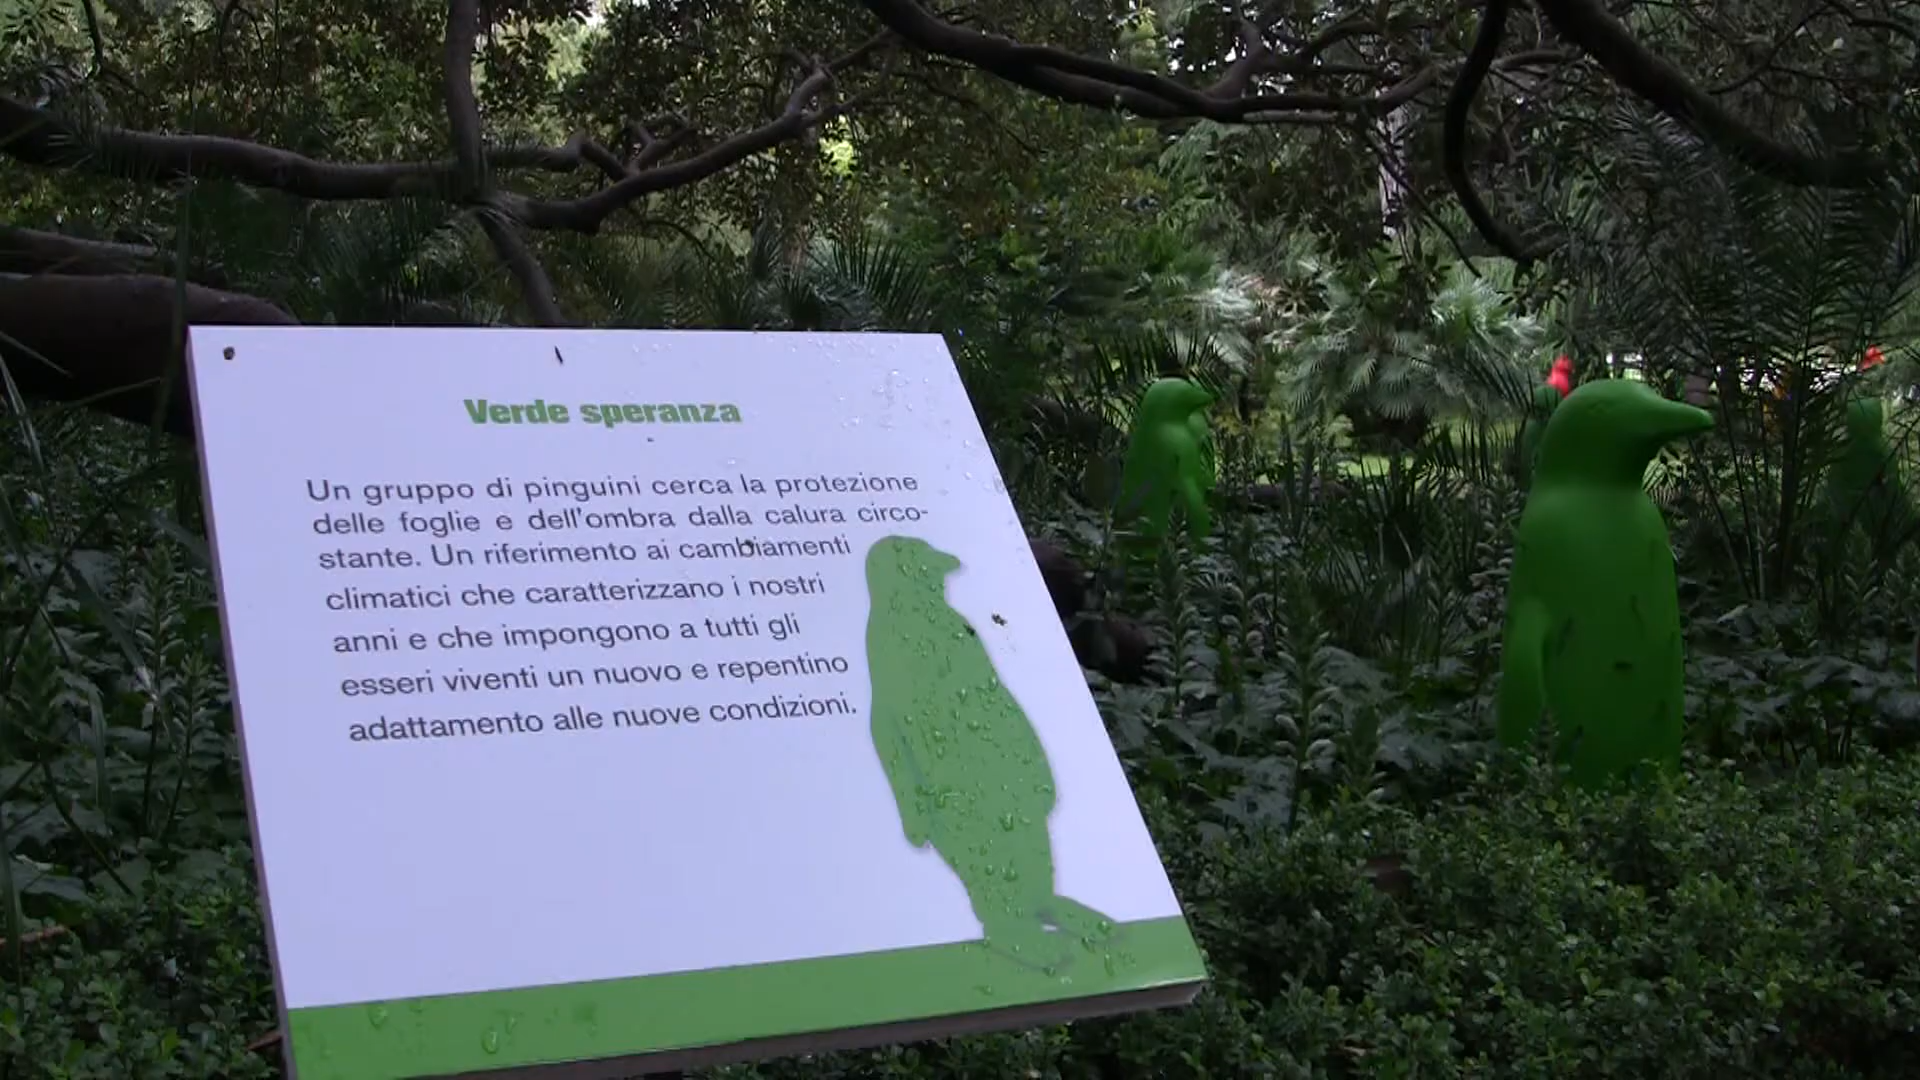 Verde speranza
Un gruppo di pinguini cerca la protezione
delle foglie e dell'ombra dalla calura circo-
stante. Un riferimento ai cambiamenti
climatici che caratterizzano i nostri
anni e che impongono a tutti gli
esseri viventi un nuovo e repentino
adattamento alle nuove condizioni.